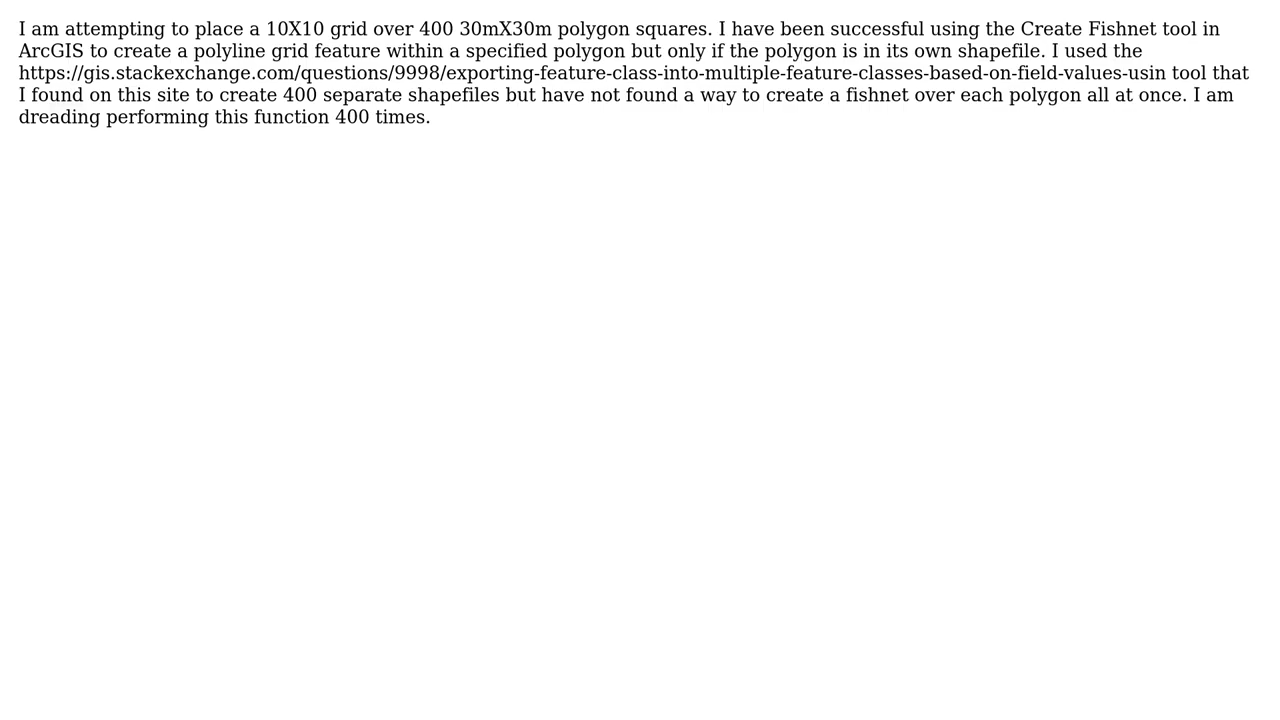 I am attempting to place a 10X10 grid over 400 30mX30m polygon squares. I have been successful using the Create Fishnet tool in
ArcGIS to create a polyline grid feature within a specified polygon but only if the polygon is in its own shapefile. I used the
https://gis.stackexchange.com/questions/9998/exporting-feature-class-into-multiple-feature-classes-based-on-field-values-usin tool that
I found on this site to create 400 separate shapefiles but have not found a way to create a fishnet over each polygon all at once. I am
dreading performing this function 400 times.